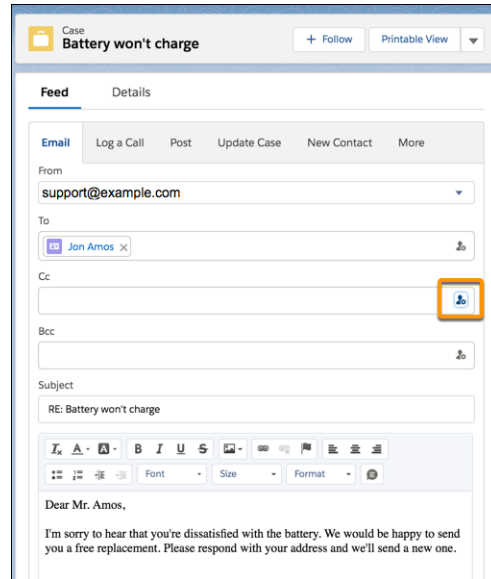 Case
Battery won't charge
+ Follow
Printable View
Feed
Details
Email
Log a Call
Post
Update Case
New Contact
More
From
support@example.com
To
Jon Amos
Cc
Bcc
Subject
RE: Battery won't charge
Font
Size
Format
Dear Mr. Amos,
I'm sorry to hear that you're dissatisfied with the battery. We would be happy to send
you a free replacement. Please respond with your address and we'll send a new one.